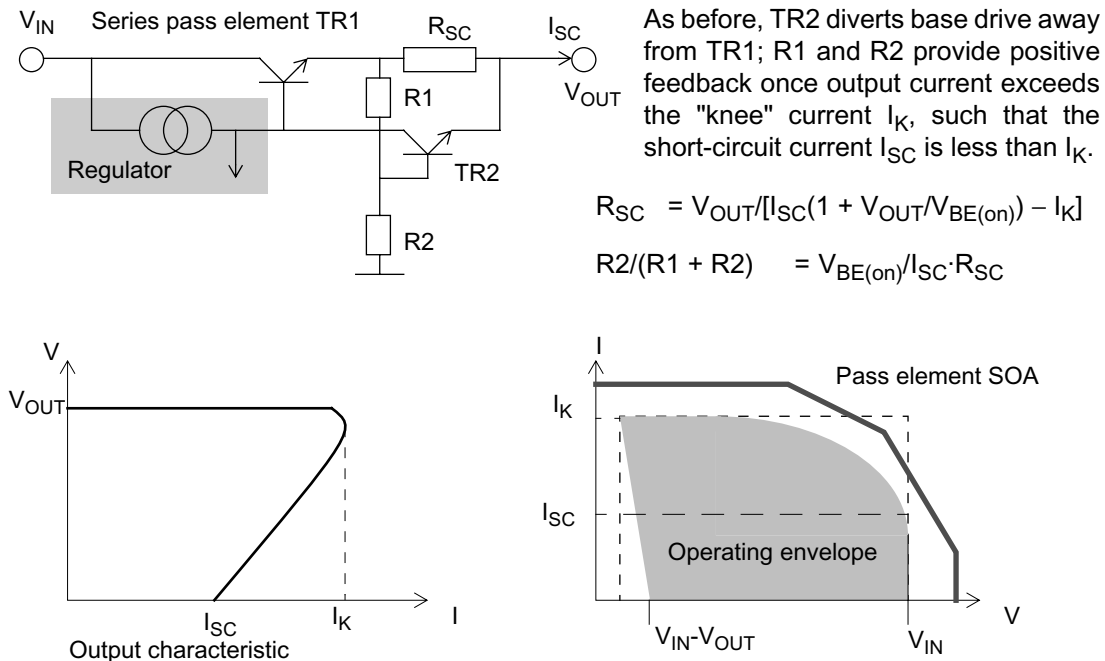 V_IN
Series pass element TR1
R_SC
I_SC
V_OUT
R1
Regulator
TR2
R2
As before, TR2 diverts base drive away
from TR1; R1 and R2 provide positive
feedback once output current exceeds
the "knee" current I_K, such that the
short-circuit current I_SC is less than I_K.
R_SC = V_OUT/[I_SC(1 + V_OUT/V_BE(on)) – I_K]
R2/(R1 + R2) = V_BE(on)/I_SC·R_SC
V
V_OUT
I_SC
I_K
I
Output characteristic
I
Pass element SOA
I_K
I_SC
Operating envelope
V
V_IN-V_OUT
V_IN